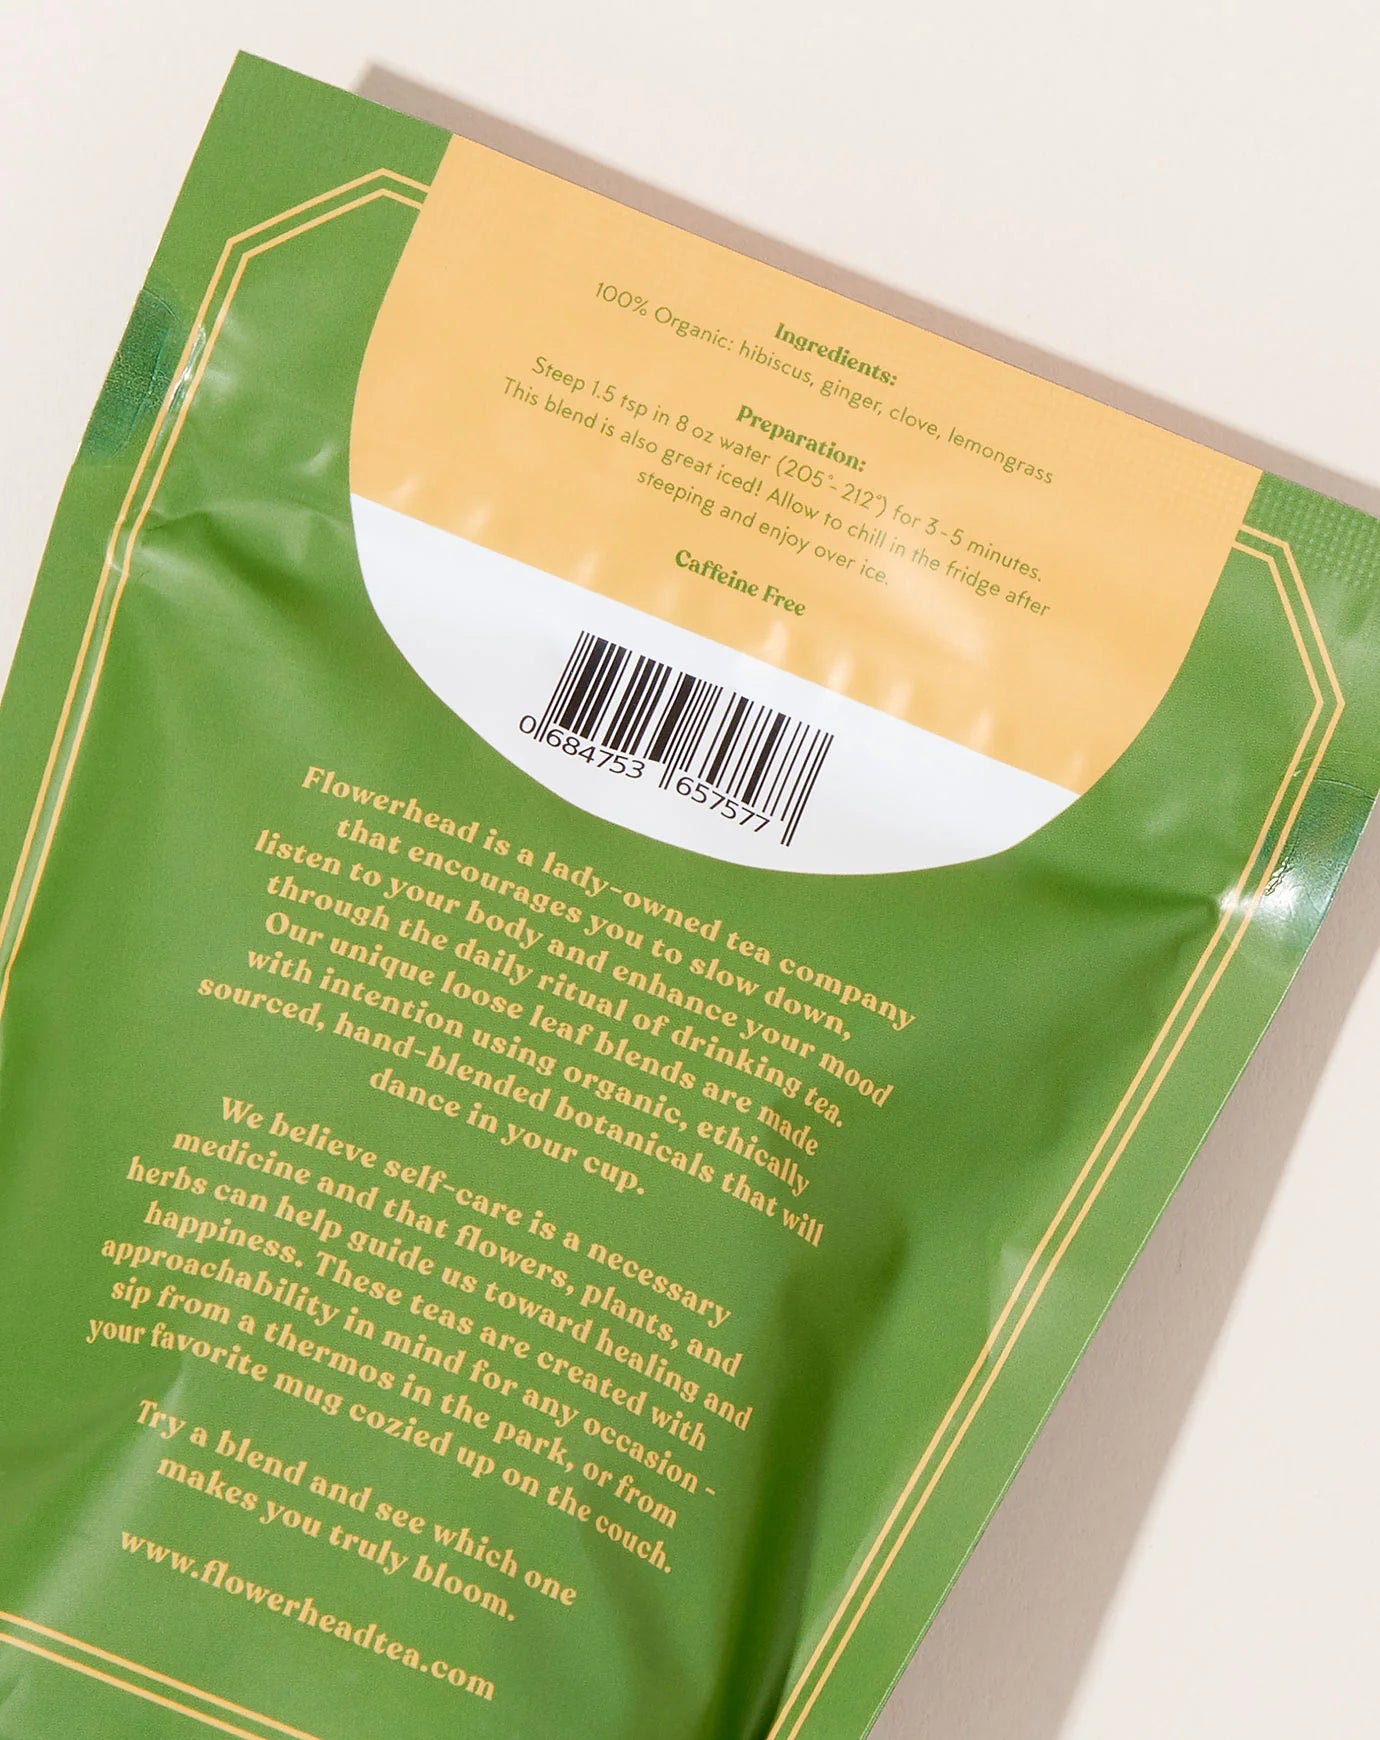 Ingredients:
100% Organic: hibiscus, ginger, clove, lemongrass
Preparation:
Steep 1.5 tsp in 8 oz water (205°-212°) for 3-5 minutes.
This blend is also great iced! Allow to chill in the fridge after
steeping and enjoy over ice.
Caffeine Free
0 684753 657577
Flowerhead is a lady-owned tea company
that encourages you to slow down,
listen to your body and enhance your mood
through the daily ritual of drinking tea.
Our unique loose leaf blends are made
with intention using organic, ethically
sourced, hand-blended botanicals that will
dance in your cup.
We believe self-care is a necessary
medicine and that flowers, plants, and
herbs can help guide us toward healing and
happiness. These teas are created with
approachability in mind for any occasion -
sip from a thermos in the park, or from
your favorite mug cozied up on the couch.
Try a blend and see which one
makes you truly bloom.
www.flowerheadtea.com